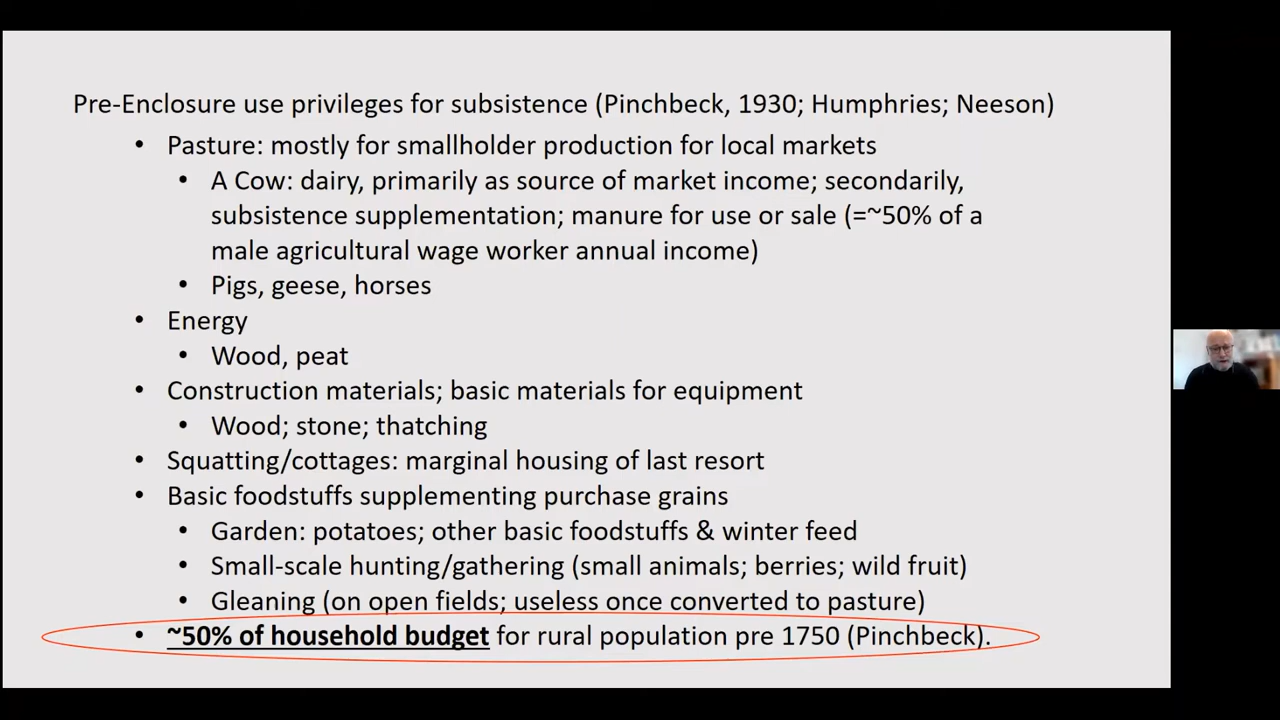 Pre-Enclosure use privileges for subsistence (Pinchbeck, 1930; Humphries; Neeson)
• Pasture: mostly for smallholder production for local markets
• A Cow: dairy, primarily as source of market income; secondarily,
subsistence supplementation; manure for use or sale (=~50% of a
male agricultural wage worker annual income)
• Pigs, geese, horses
• Energy
• Wood, peat
• Construction materials; basic materials for equipment
• Wood; stone; thatching
• Squatting/cottages: marginal housing of last resort
• Basic foodstuffs supplementing purchase grains
• Garden: potatoes; other basic foodstuffs & winter feed
• Small-scale hunting/gathering (small animals; berries; wild fruit)
• Gleaning (on open fields; useless once converted to pasture)
• ~50% of household budget for rural population pre 1750 (Pinchbeck).